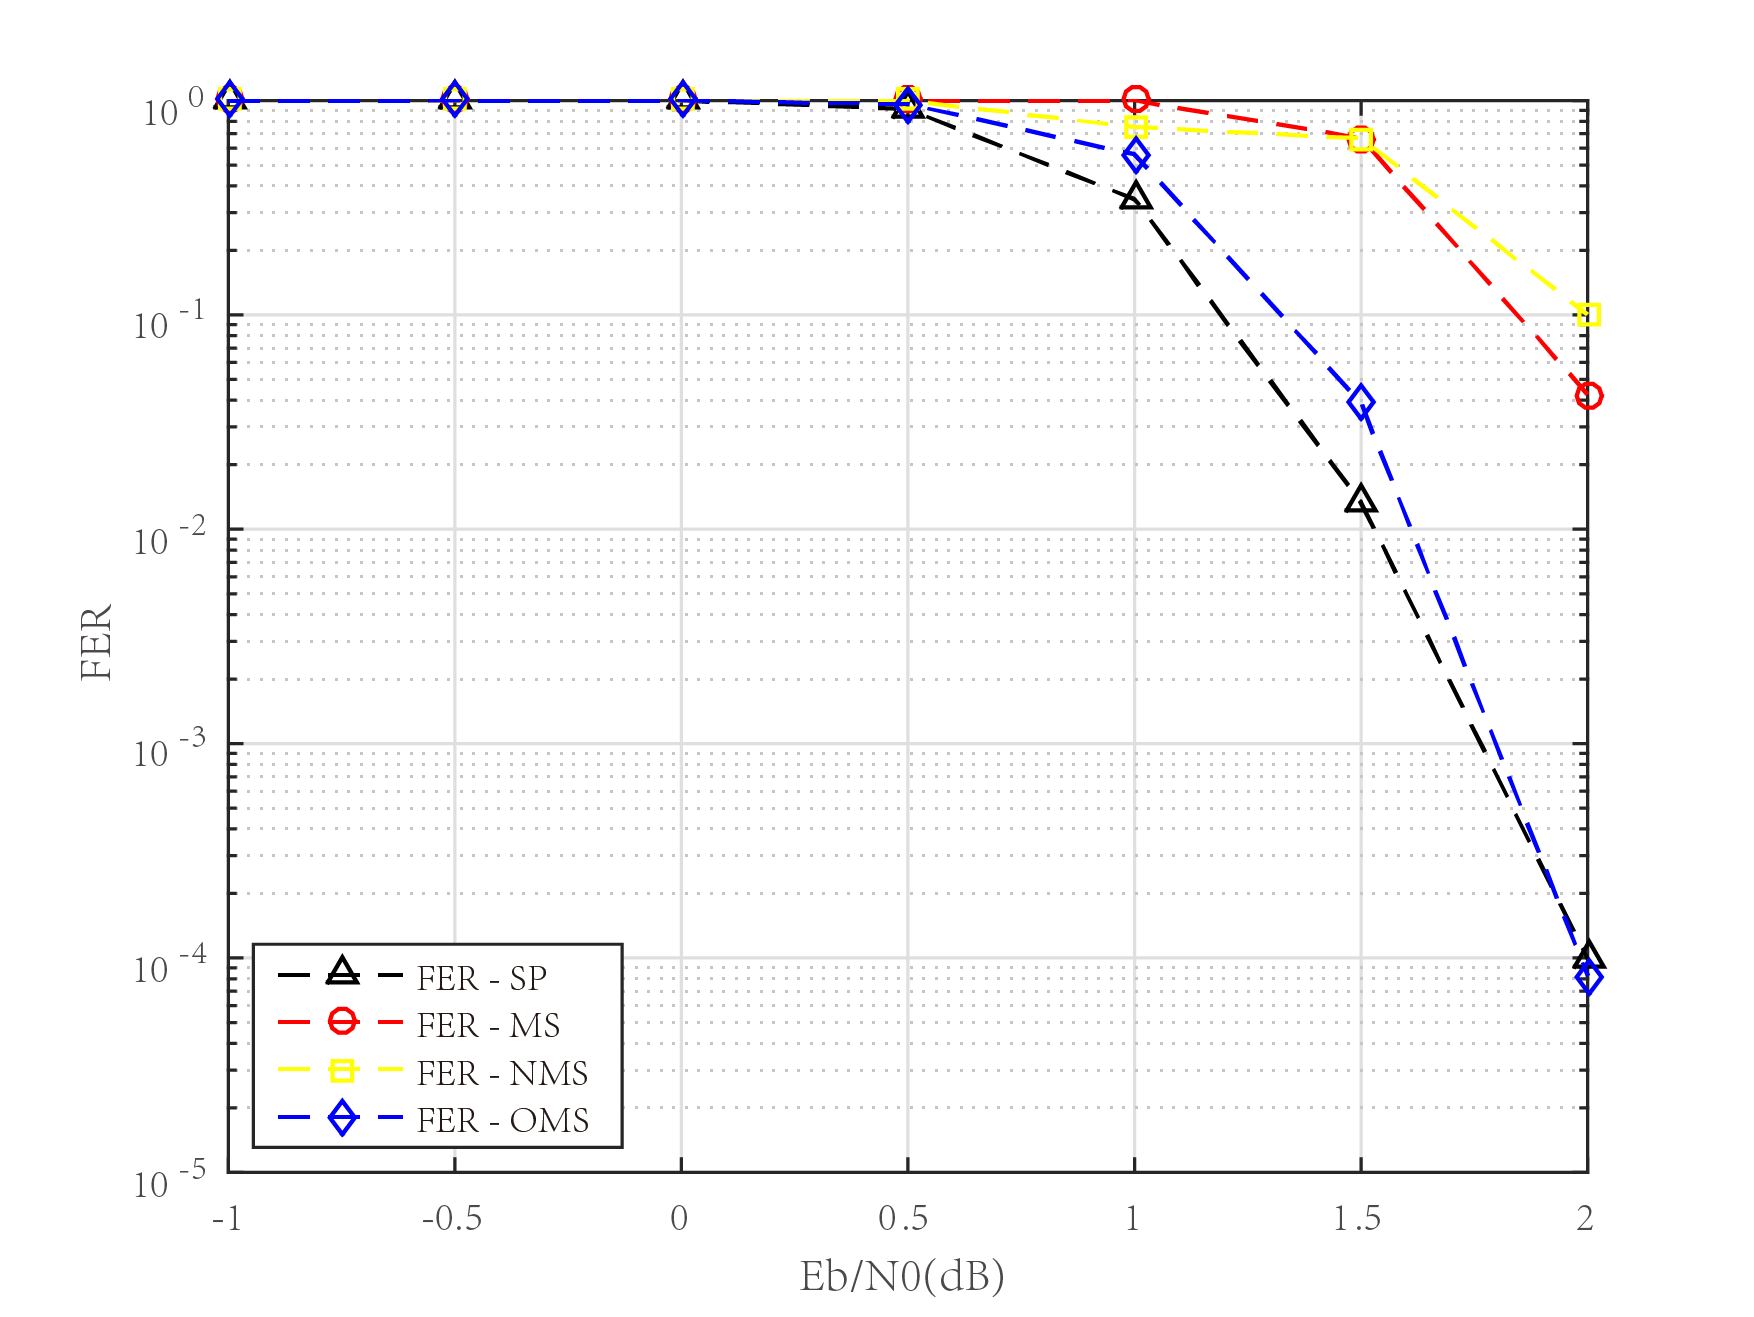 10 0
10 -1
10 -2
10 -3
10 -4
10 -5
FER
FER - SP
FER - MS
FER - NMS
FER - OMS
-1 -0.5 0 0.5 1 1.5 2
Eb/N0(dB)